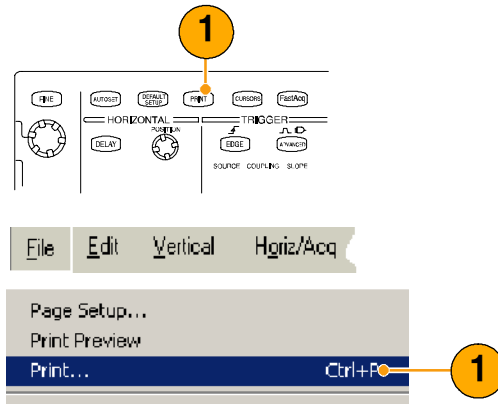 1
FINE AUTOSET DEFAULT SETUP PRINT CURSORS FastAcq
HORIZONTAL TRIGGER
POSITION
DELAY EDGE ADVANCED
SOURCE COUPLING SLOPE
File Edit Vertical Horiz/Acq
Page Setup...
Print Preview
Print... Ctrl+P
1